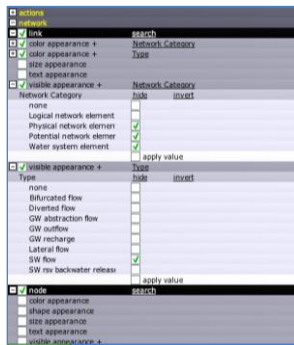 actions
network
link search
color appearance + Network Category
color appearance + Type
size appearance
text appearance
visible appearance + Network Category
Network Category hide invert
none
Logical network element
Physical network elemen
Potential network elemer
Water system element
apply value
visible appearance + Type
Type hide invert
none
Bifurcated flow
Diverted flow
GW abstraction flow
GW outflow
GW recharge
Lateral flow
SW flow
SW rsv backwater release
apply value
node search
color appearance
shape appearance
size appearance
text appearance
visible appearance +